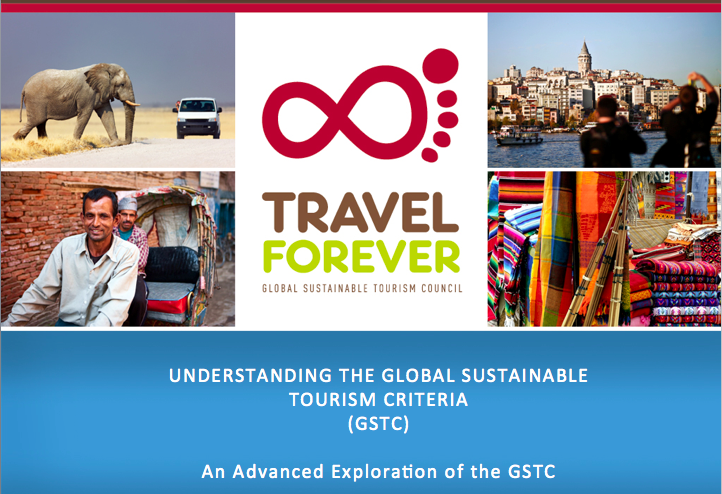 TRAVEL
FOREVER
GLOBAL SUSTAINABLE TOURISM COUNCIL
UNDERSTANDING THE GLOBAL SUSTAINABLE
TOURISM CRITERIA
(GSTC)
An Advanced Exploration of the GSTC